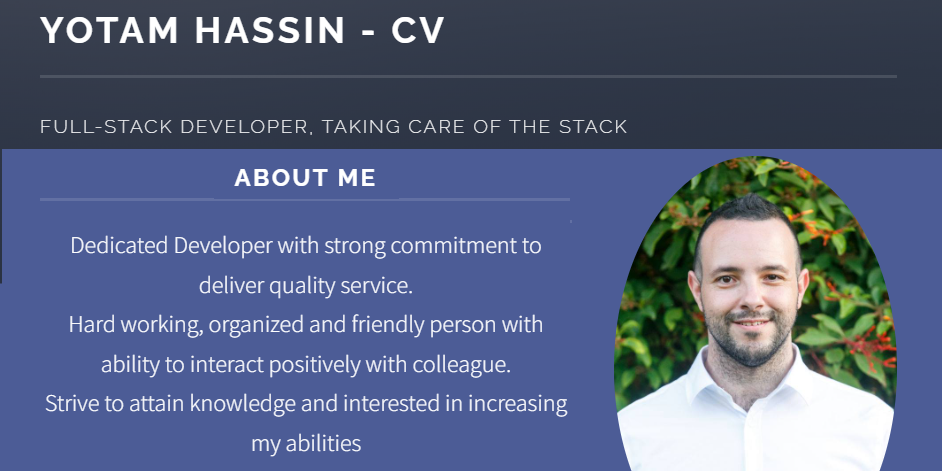 YOTAM HASSIN - CV
FULL-STACK DEVELOPER, TAKING CARE OF THE STACK
ABOUT ME
Dedicated Developer with strong commitment to
deliver quality service.
Hard working, organized and friendly person with
ability to interact positively with colleague.
Strive to attain knowledge and interested in increasing
my abilities